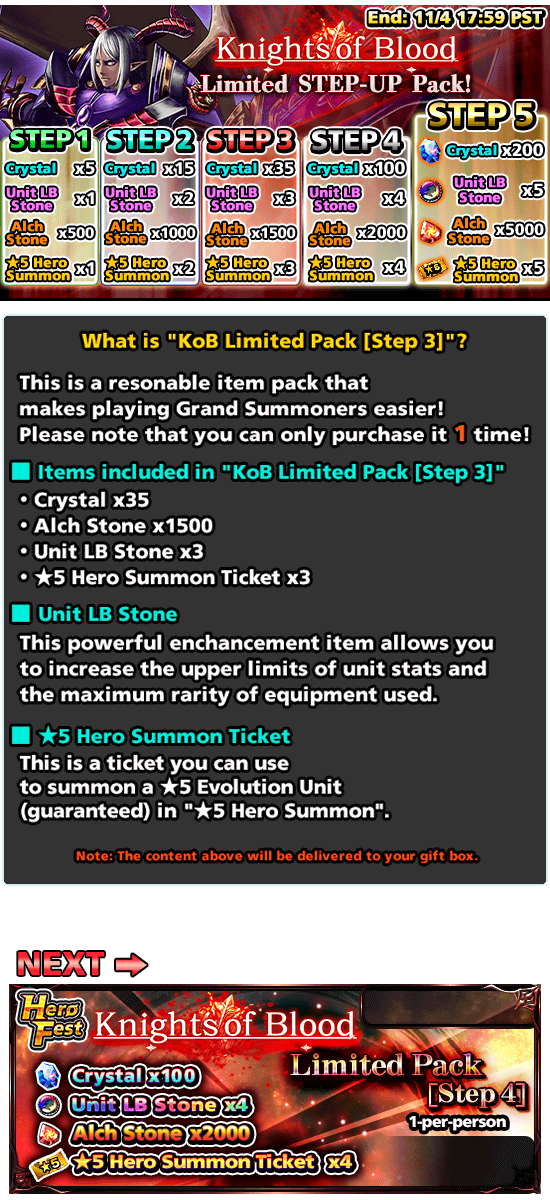 End: 11/4 17:59 PST
Knights of Blood
Limited STEP-UP Pack!
STEP 1
Crystal x5
Unit LB Stone x1
Alch Stone x500
★5 Hero Summon x1
STEP 2
Crystal x15
Unit LB Stone x2
Alch Stone x1000
★5 Hero Summon x2
STEP 3
Crystal x35
Unit LB Stone x3
Alch Stone x1500
★5 Hero Summon x3
STEP 4
Crystal x100
Unit LB Stone x4
Alch Stone x2000
★5 Hero Summon x4
STEP 5
Crystal x200
Unit LB Stone x5
Alch Stone x5000
★5 Hero Summon x5
What is "KoB Limited Pack [Step 3]"?
This is a resonable item pack that
makes playing Grand Summoners easier!
Please note that you can only purchase it 1 time!
■ Items included in "KoB Limited Pack [Step 3]"
• Crystal x35
• Alch Stone x1500
• Unit LB Stone x3
• ★5 Hero Summon Ticket x3
■ Unit LB Stone
This powerful enchancement item allows you
to increase the upper limits of unit stats and
the maximum rarity of equipment used.
■ ★5 Hero Summon Ticket
This is a ticket you can use
to summon a ★5 Evolution Unit
(guaranteed) in "★5 Hero Summon".
Note: The content above will be delivered to your gift box.
NEXT ➡
Hero Fest
Knights of Blood
Crystal x100
Unit LB Stone x4
Alch Stone x2000
★5
★5 Hero Summon Ticket x4
Limited Pack
[Step 4]
1-per-person